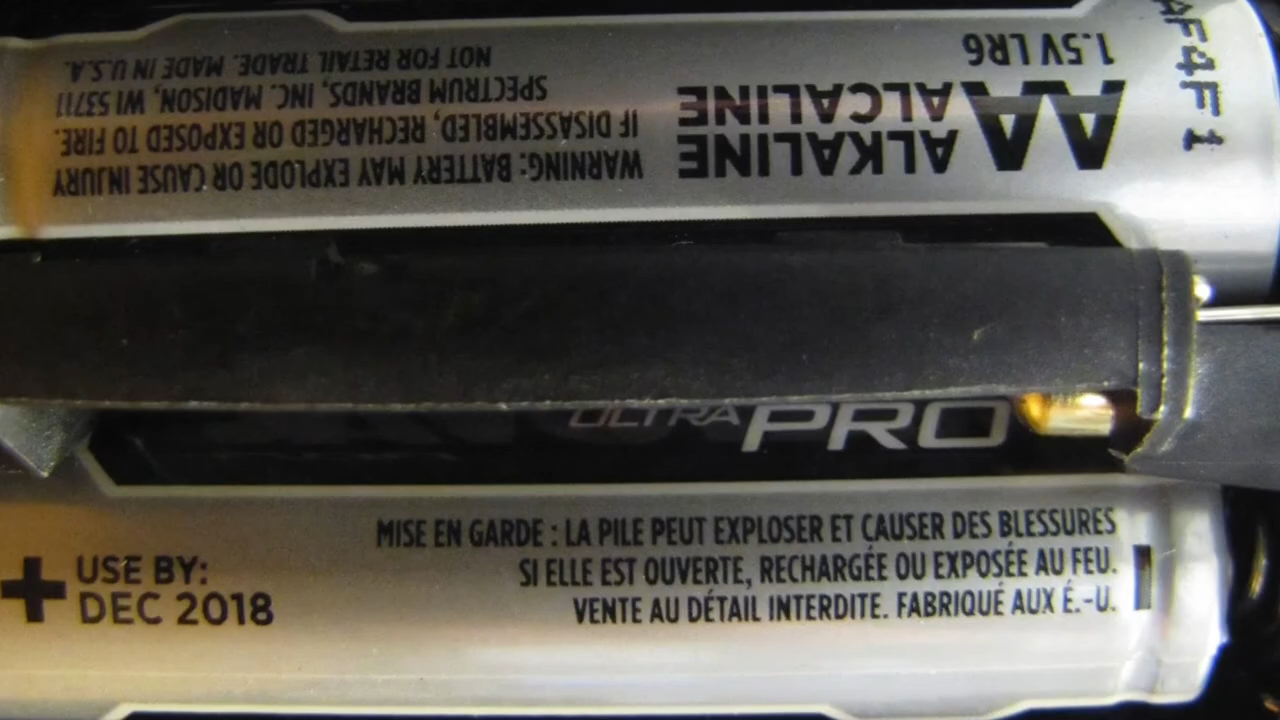 4F4F 1
AA ALKALINE
ALCALINE
1.5V LR6
WARNING: BATTERY MAY EXPLODE OR CAUSE INJURY
IF DISASSEMBLED, RECHARGED OR EXPOSED TO FIRE.
SPECTRUM BRANDS, INC. MADISON, WI 53711
NOT FOR RETAIL TRADE. MADE IN U.S.A.
ULTRA PRO
MISE EN GARDE : LA PILE PEUT EXPLOSER ET CAUSER DES BLESSURES
SI ELLE EST OUVERTE, RECHARGÉE OU EXPOSÉE AU FEU.
VENTE AU DÉTAIL INTERDITE. FABRIQUÉ AUX É.-U.
+ USE BY:
DEC 2018